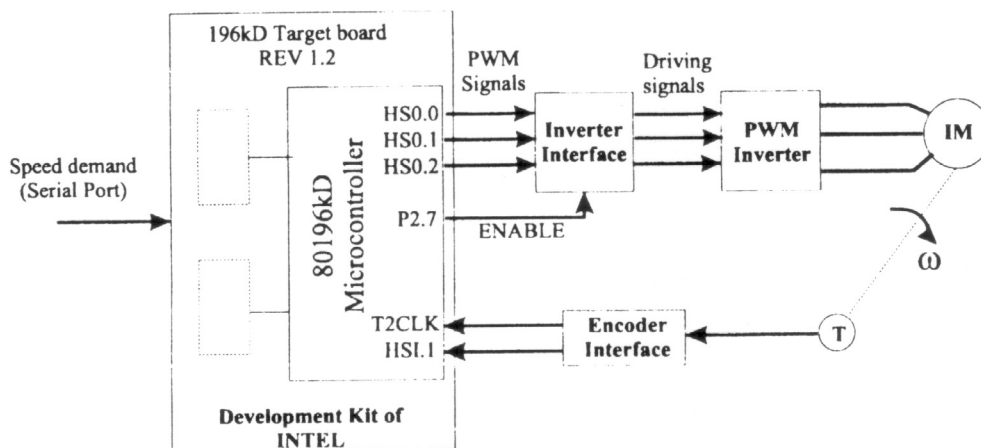 196kD Target board
REV 1.2
PWM
Signals
Driving
signals
HS0.0
HS0.1
HS0.2
Inverter
Interface
PWM
Inverter
IM
Speed demand
(Serial Port)
80196kD
Microcontroller
P2.7
ENABLE
ω
T2CLK
HSI.1
Encoder
Interface
T
Development Kit of
INTEL